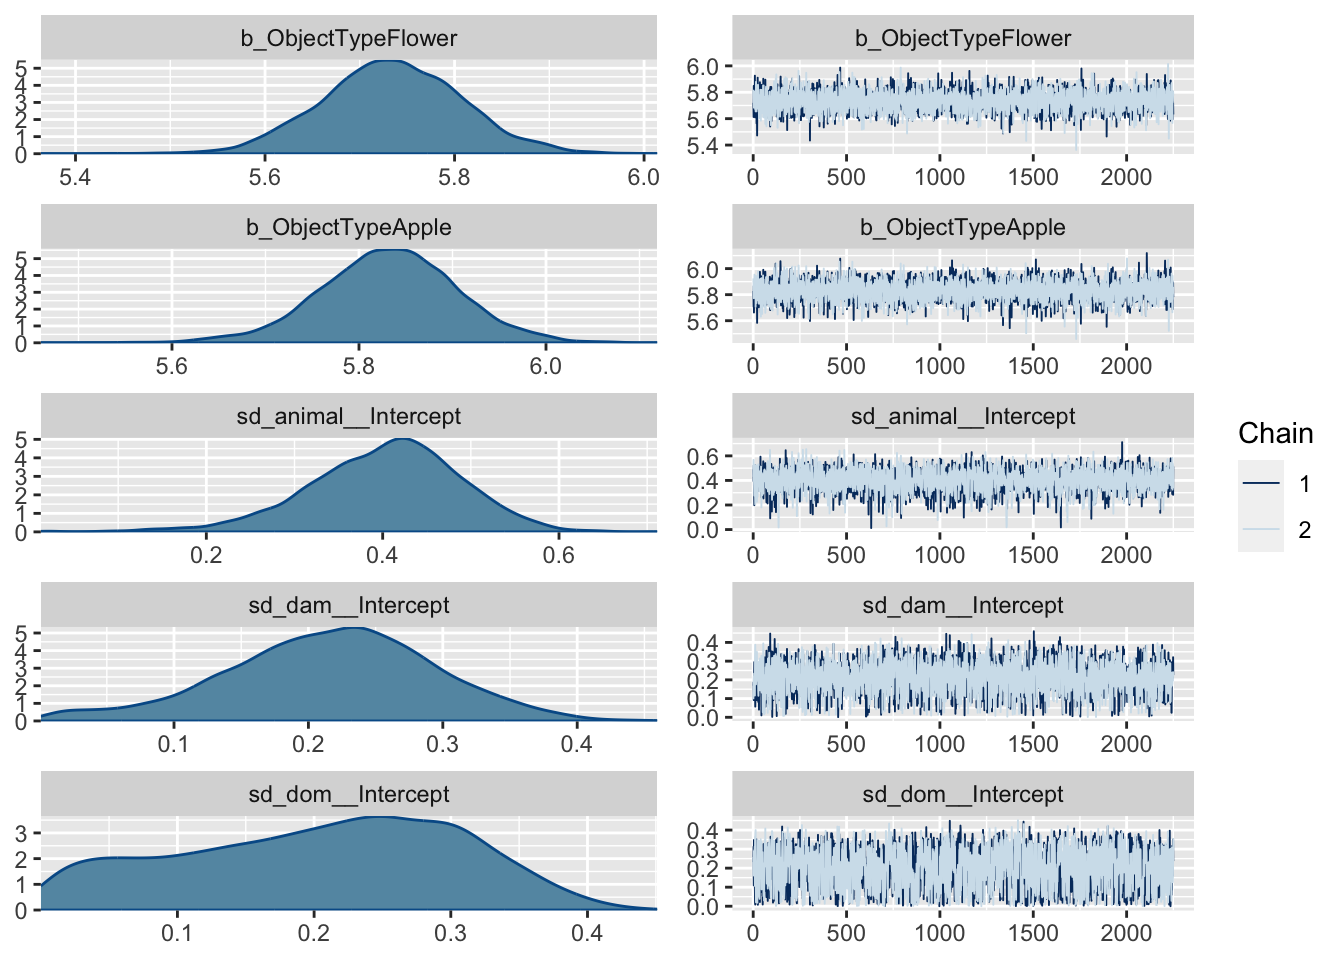 b_ObjectTypeFlower
5
4
3
2
1
0
5.4 5.6 5.8 6.0
b_ObjectTypeFlower
6.0
5.8
5.6
5.4
0 500 1000 1500 2000
b_ObjectTypeApple
5
4
3
2
1
0
5.6 5.8 6.0
b_ObjectTypeApple
6.0
5.8
5.6
0 500 1000 1500 2000
sd_animal__Intercept
5
4
3
2
1
0
0.2 0.4 0.6
sd_animal__Intercept
0.6
0.4
0.2
0.0
0 500 1000 1500 2000
sd_dam__Intercept
5
4
3
2
1
0
0.1 0.2 0.3 0.4
sd_dam__Intercept
0.4
0.3
0.2
0.1
0.0
0 500 1000 1500 2000
sd_dom__Intercept
3
2
1
0
0.1 0.2 0.3 0.4
sd_dom__Intercept
0.4
0.3
0.2
0.1
0.0
0 500 1000 1500 2000
Chain
1
2